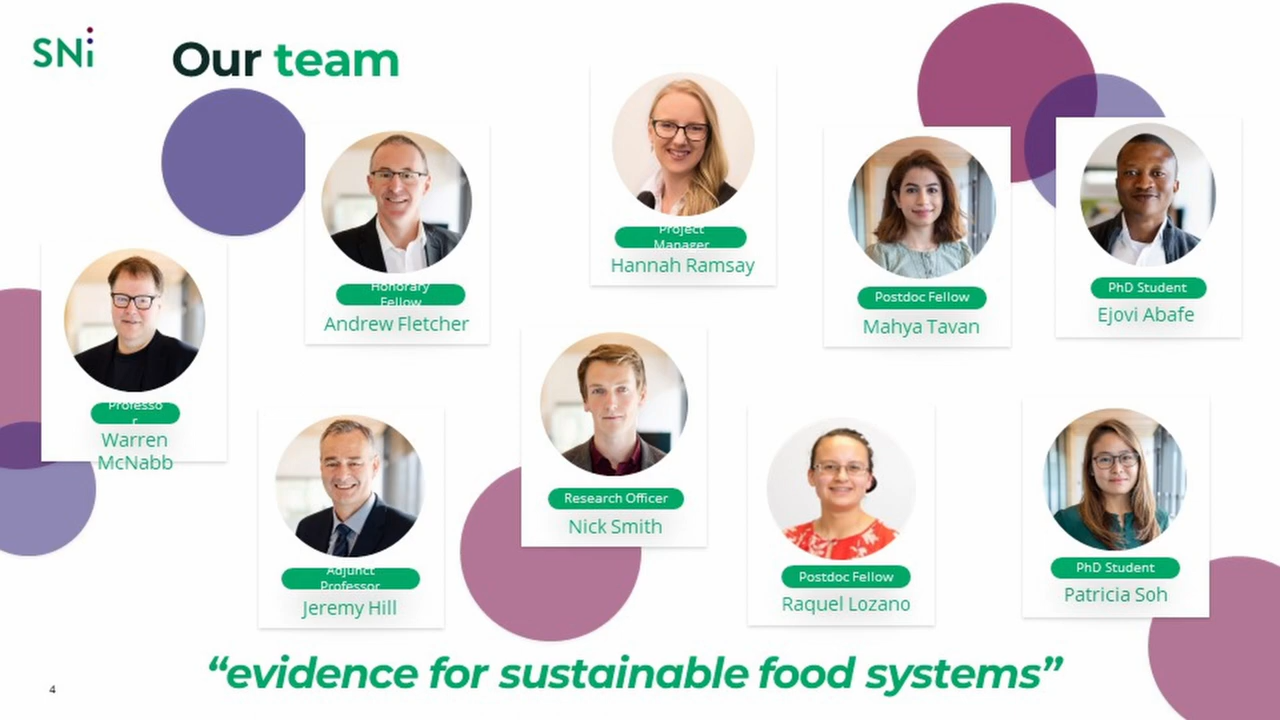 SNi
Our team
Project
Manager
Hannah Ramsay
Honorary
Fellow
Andrew Fletcher
Postdoc Fellow
Mahya Tavan
PhD Student
Ejovi Abafe
Professo
r
Warren
McNabb
Research Officer
Nick Smith
Adjunct
Professor
Jeremy Hill
Postdoc Fellow
Raquel Lozano
PhD Student
Patricia Soh
“evidence for sustainable food systems”
4